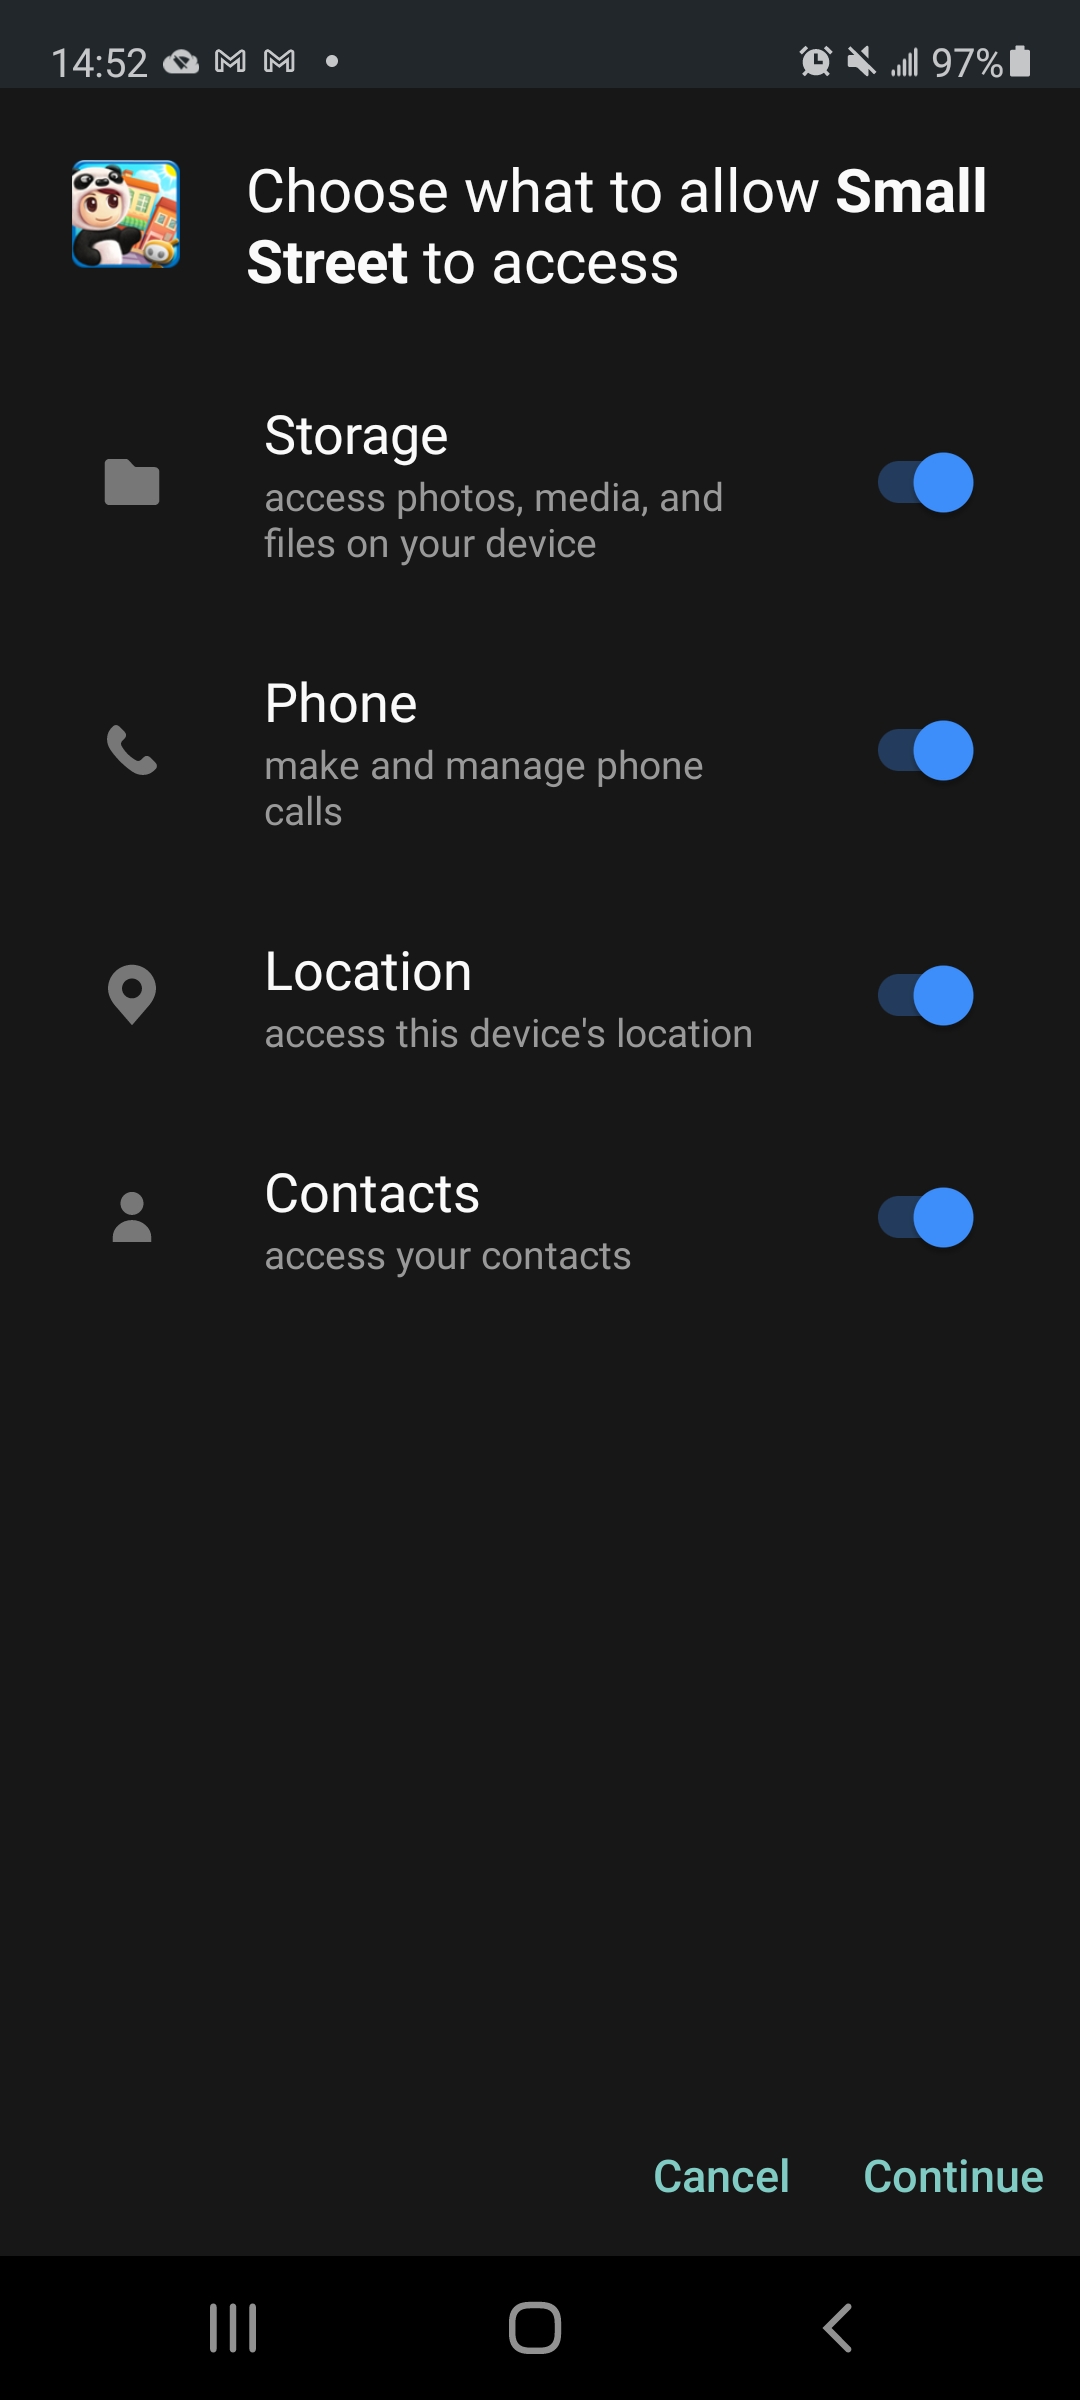 14:52
97%
Choose what to allow Small
Street to access
Storage
access photos, media, and
files on your device
Phone
make and manage phone
calls
Location
access this device's location
Contacts
access your contacts
Cancel
Continue